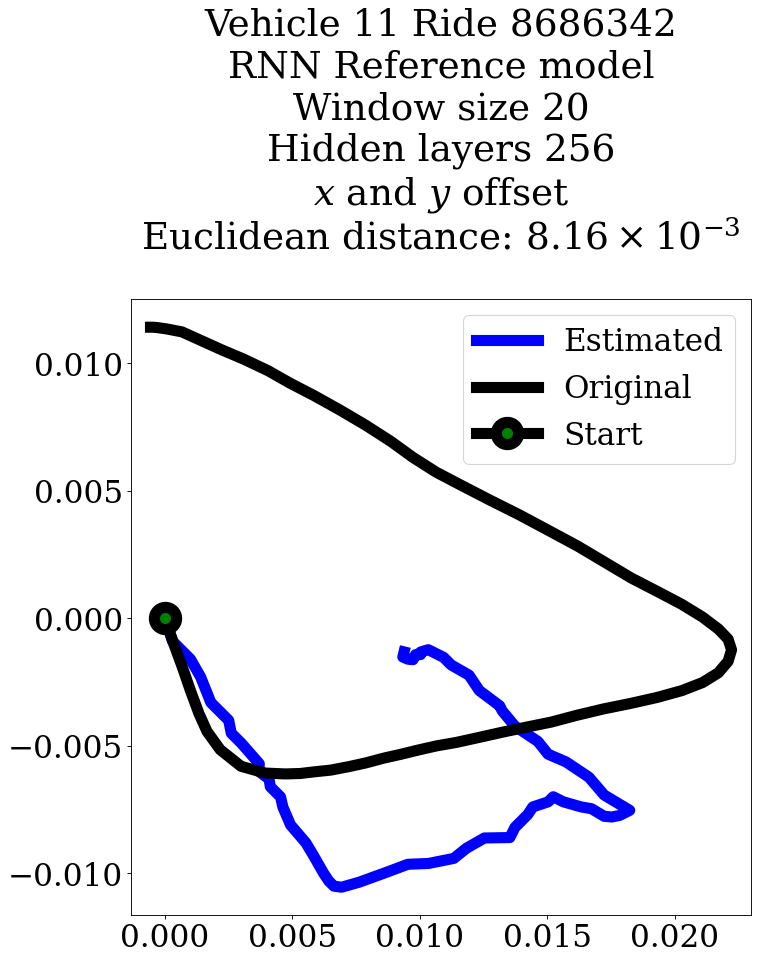 Vehicle 11 Ride 8686342
RNN Reference model
Window size 20
Hidden layers 256
x and y offset
Euclidean distance: 8.16 × 10⁻³
Estimated
Original
Start
0.010
0.005
0.000
−0.005
−0.010
0.000 0.005 0.010 0.015 0.020